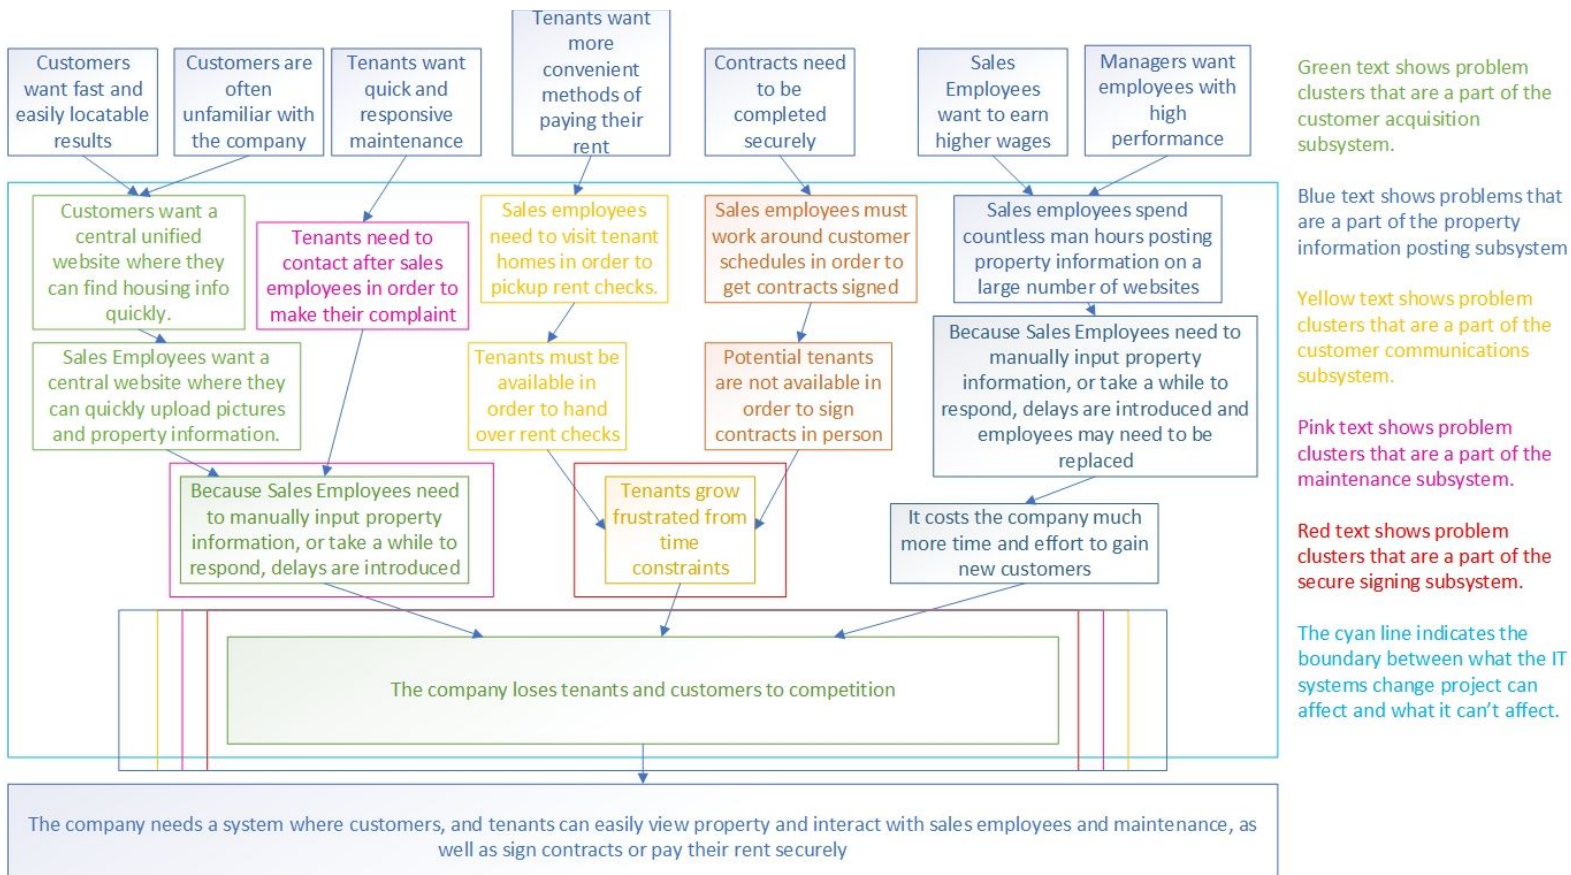 Customers
want fast and
easily locatable
results
Customers are
often
unfamiliar with
the company
Tenants want
quick and
responsive
maintenance
Tenants want
more
convenient
methods of
paying their
rent
Contracts need
to be
completed
securely
Sales
Employees
want to earn
higher wages
Managers want
employees with
high
performance
Customers want a
central unified
website where they
can find housing info
quickly.
Tenants need to
contact after sales
employees in order to
make their complaint
Sales employees
need to visit tenant
homes in order to
pickup rent checks.
Sales employees must
work around customer
schedules in order to
get contracts signed
Sales employees spend
countless man hours posting
property information on a
large number of websites
Sales Employees want a
central website where they
can quickly upload pictures
and property information.
Tenants must be
available in
order to hand
over rent checks
Potential tenants
are not available in
order to sign
contracts in person
Because Sales Employees need to
manually input property
information, or take a while to
respond, delays are introduced and
employees may need to be
replaced
Because Sales Employees need
to manually input property
information, or take a while to
respond, delays are introduced
Tenants grow
frustrated from
time
constraints
It costs the company much
more time and effort to gain
new customers
The company loses tenants and customers to competition
The company needs a system where customers, and tenants can easily view property and interact with sales employees and maintenance, as
well as sign contracts or pay their rent securely
Green text shows problem
clusters that are a part of the
customer acquisition
subsystem.
Blue text shows problems that
are a part of the property
information posting subsystem
Yellow text shows problem
clusters that are a part of the
customer communications
subsystem.
Pink text shows problem
clusters that are a part of the
maintenance subsystem.
Red text shows problem
clusters that are a part of the
secure signing subsystem.
The cyan line indicates the
boundary between what the IT
systems change project can
affect and what it can't affect.